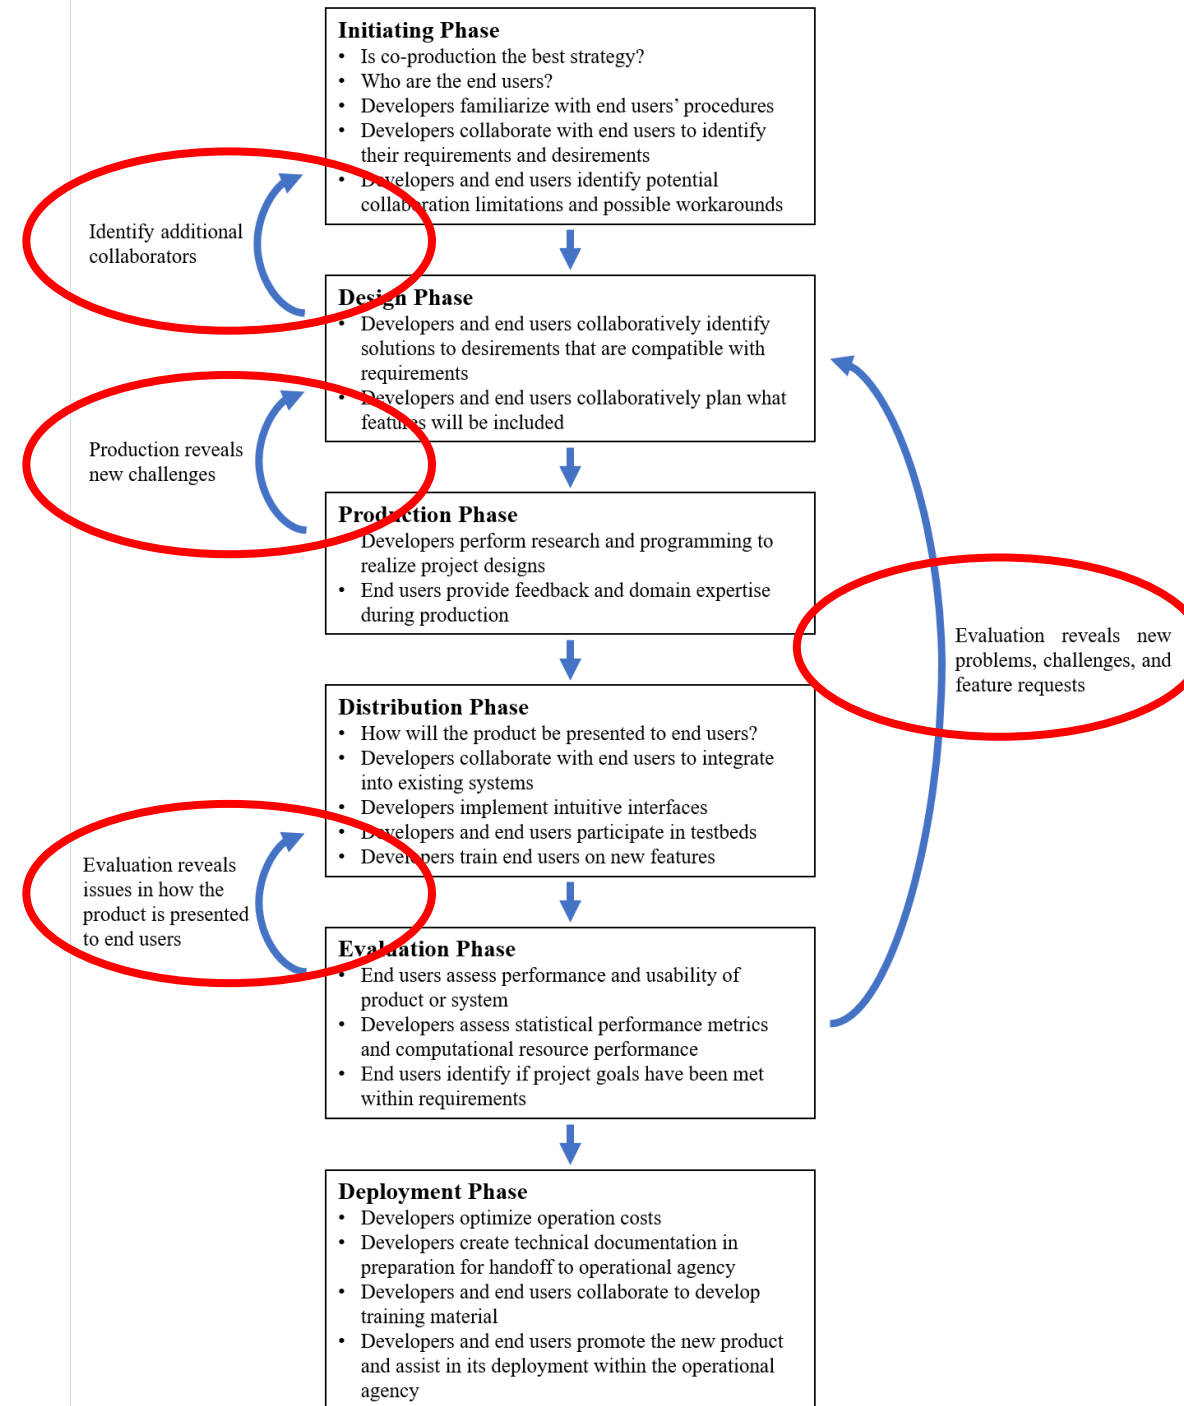 Initiating Phase
• Is co-production the best strategy?
• Who are the end users?
• Developers familiarize with end users’ procedures
• Developers collaborate with end users to identify
their requirements and desirements
• Developers and end users identify potential
collaboration limitations and possible workarounds
Identify additional
collaborators
Design Phase
• Developers and end users collaboratively identify
solutions to desirements that are compatible with
requirements
• Developers and end users collaboratively plan what
features will be included
Production reveals
new challenges
Production Phase
Developers perform research and programming to
realize project designs
• End users provide feedback and domain expertise
during production
Evaluation reveals new
problems, challenges, and
feature requests
Distribution Phase
• How will the product be presented to end users?
• Developers collaborate with end users to integrate
into existing systems
• Developers implement intuitive interfaces
• Developers and end users participate in testbeds
• Developers train end users on new features
Evaluation reveals
issues in how the
product is presented
to end users
Evaluation Phase
• End users assess performance and usability of
product or system
• Developers assess statistical performance metrics
and computational resource performance
• End users identify if project goals have been met
within requirements
Deployment Phase
• Developers optimize operation costs
• Developers create technical documentation in
preparation for handoff to operational agency
• Developers and end users collaborate to develop
training material
• Developers and end users promote the new product
and assist in its deployment within the operational
agency